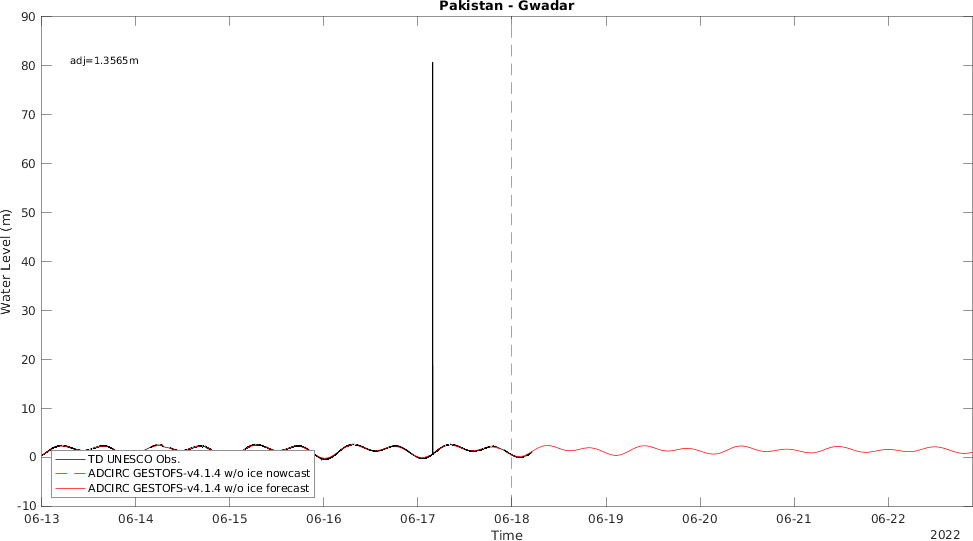 Pakistan - Gwadar
adj=1.3565m
90
80
70
60
50
40
30
20
10
0
-10
Water Level (m)
TD UNESCO Obs.
ADCIRC GESTOFS-v4.1.4 w/o ice nowcast
ADCIRC GESTOFS-v4.1.4 w/o ice forecast
06-13 06-14 06-15 06-16 06-17 06-18 06-19 06-20 06-21 06-22
Time
2022